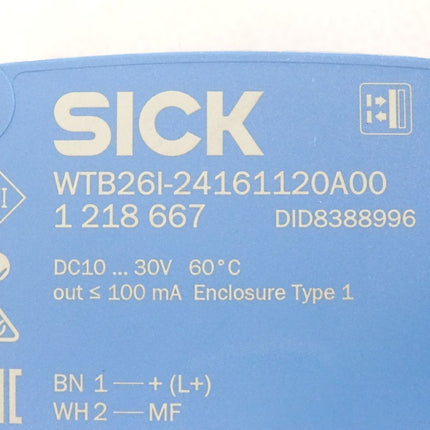 SICK
WTB26I-24161120A00
1 218 667 DID8388996
DC10 ... 30V 60°C
out ≤ 100 mA Enclosure Type 1
BN 1 — + (L+)
WH 2 — MF